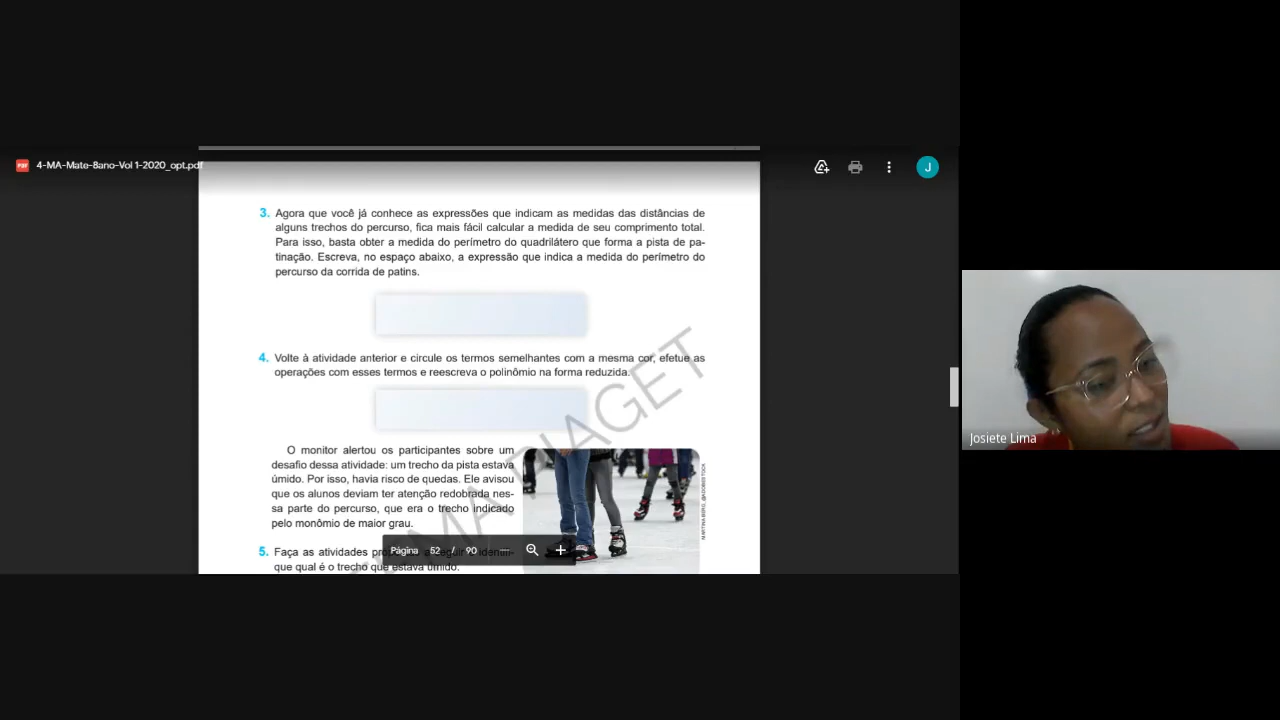 4-MA-Mate-8ano-Vol 1-2020_opt.pdf
J
3. Agora que você já conhece as expressões que indicam as medidas das distâncias de
alguns trechos do percurso, fica mais fácil calcular a medida de seu comprimento total.
Para isso, basta obter a medida do perímetro do quadrilátero que forma a pista de pa-
tinação. Escreva, no espaço abaixo, a expressão que indica a medida do perímetro do
percurso da corrida de patins.
4. Volte à atividade anterior e circule os termos semelhantes com a mesma cor, efetue as
operações com esses termos e reescreva o polinômio na forma reduzida.
O monitor alertou os participantes sobre um
desafio dessa atividade: um trecho da pista estava
úmido. Por isso, havia risco de quedas. Ele avisou
que os alunos deviam ter atenção redobrada nes-
sa parte do percurso, que era o trecho indicado
pelo monômio de maior grau.
5. Faça as atividades
que qual é o trecho que estava úmido.
Página 52 / 90
PIAGET
Josiete Lima